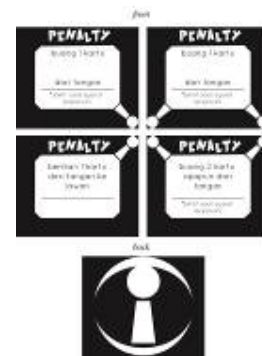 front
PENALTY
PENALTY
buang 1 kartu
buang 1 kartu
dari tangan
dari tangan
PENALTY
PENALTY
berikan 1 kartu
dari tangan ke
lawan
buang 2 kartu
apapun dari
tangan
back